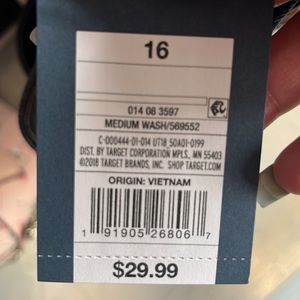 16
014 08 3597
MEDIUM WASH/569552
C-000444-01-014 UT18 SOA01-0199
DIST. BY TARGET CORPORATION MPLS., MN 55403
©2018 TARGET BRANDS, INC. SHOP TARGET.COM
ORIGIN: VIETNAM
1 91905 26806 7
$29.99